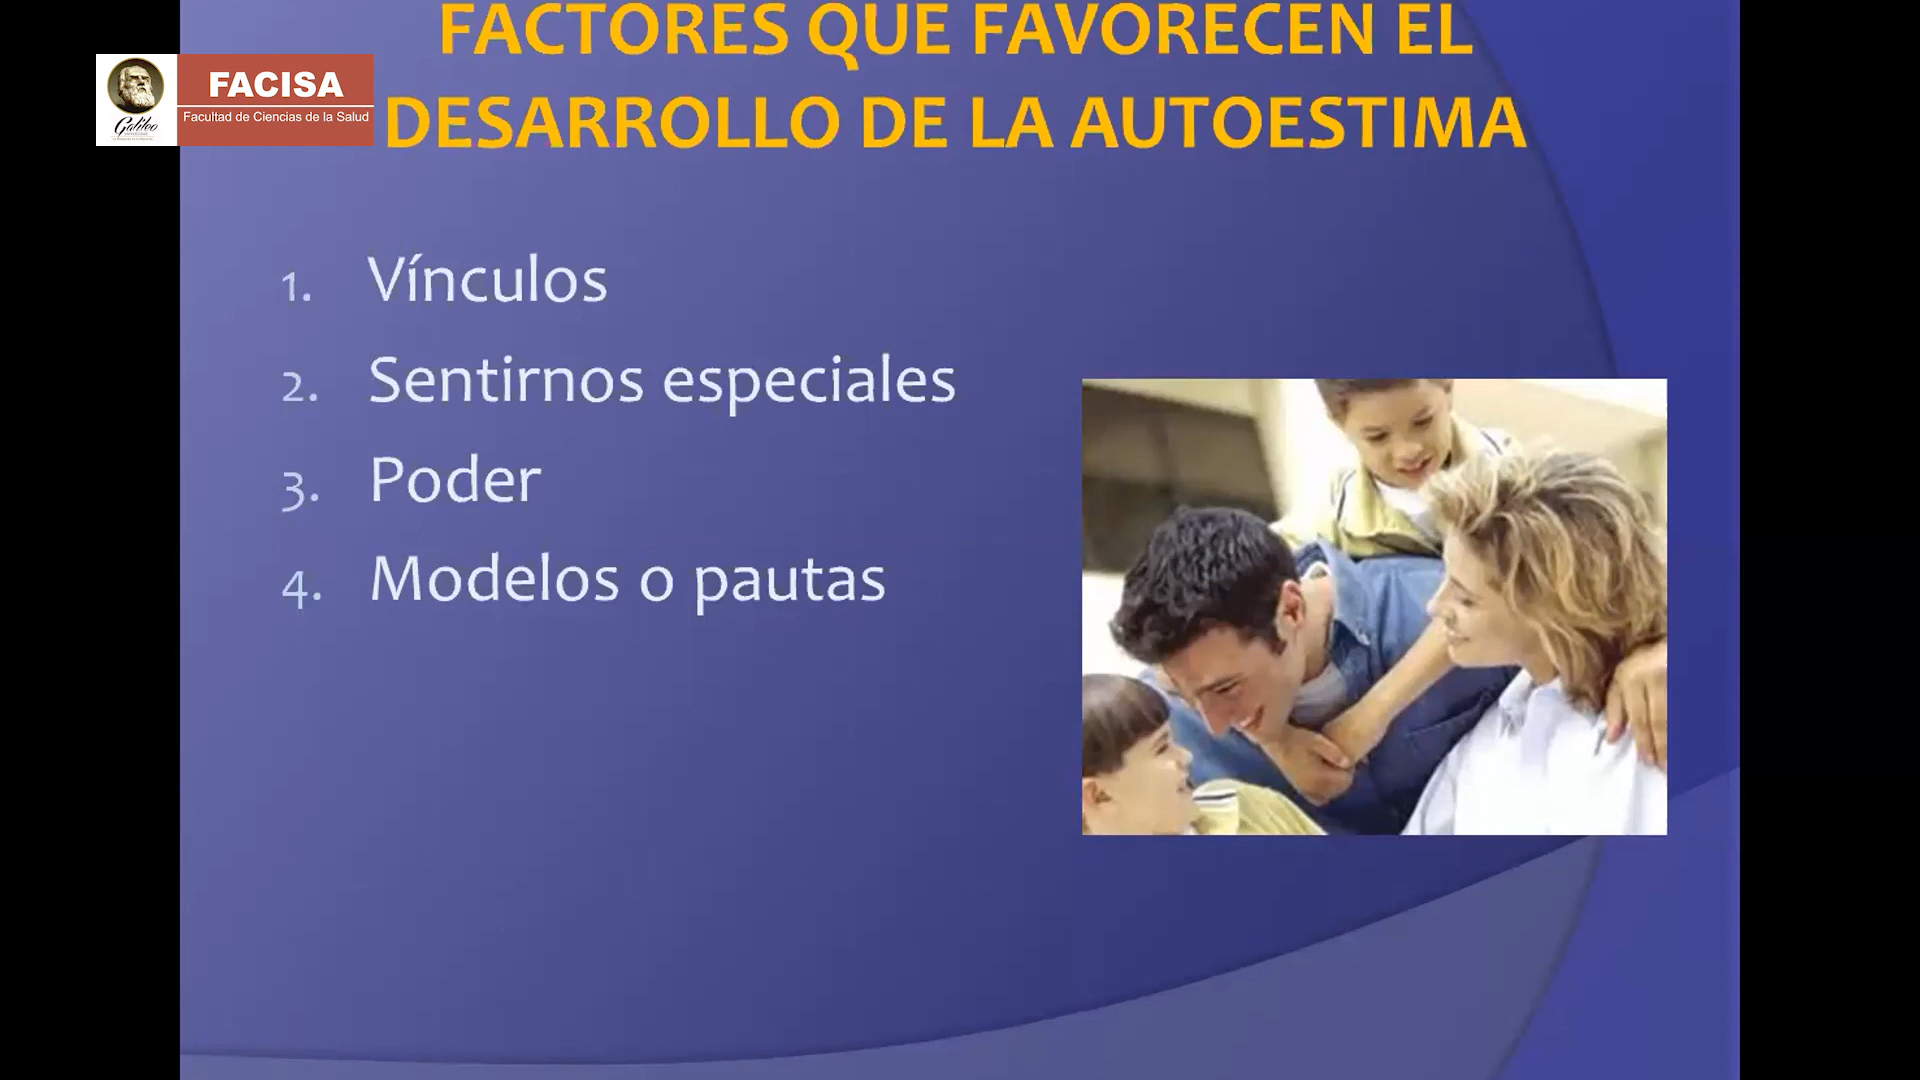 FACTORES QUE FAVORECEN EL
DESARROLLO DE LA AUTOESTIMA
FACISA
Facultad de Ciencias de la Salud
Galileo
1. Vínculos
2. Sentirnos especiales
3. Poder
4. Modelos o pautas